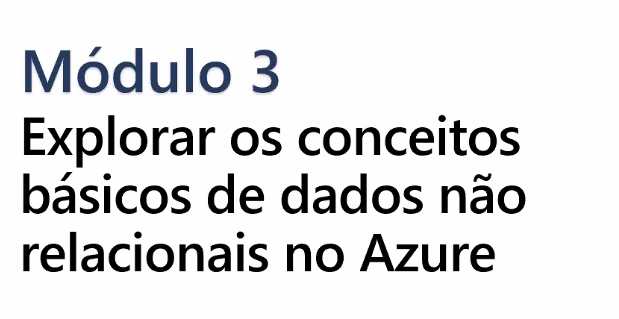 Módulo 3
Explorar os conceitos
básicos de dados não
relacionais no Azure